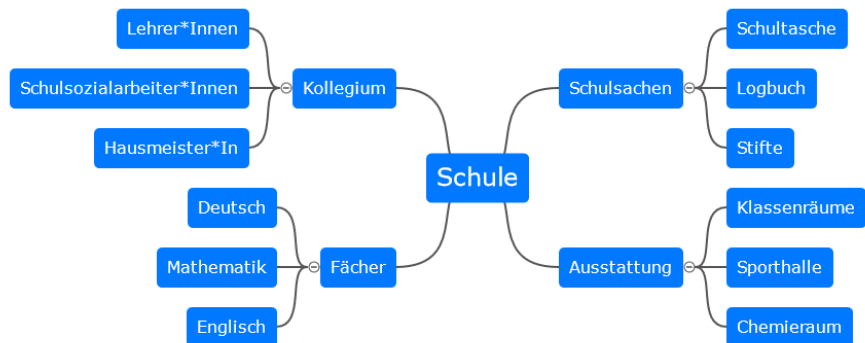 Lehrer*Innen
Schulsozialarbeiter*Innen
Hausmeister*In
Kollegium
Deutsch
Mathematik
Englisch
Fächer
Schule
Schulsachen
Schultasche
Logbuch
Stifte
Ausstattung
Klassenräume
Sporthalle
Chemieraum